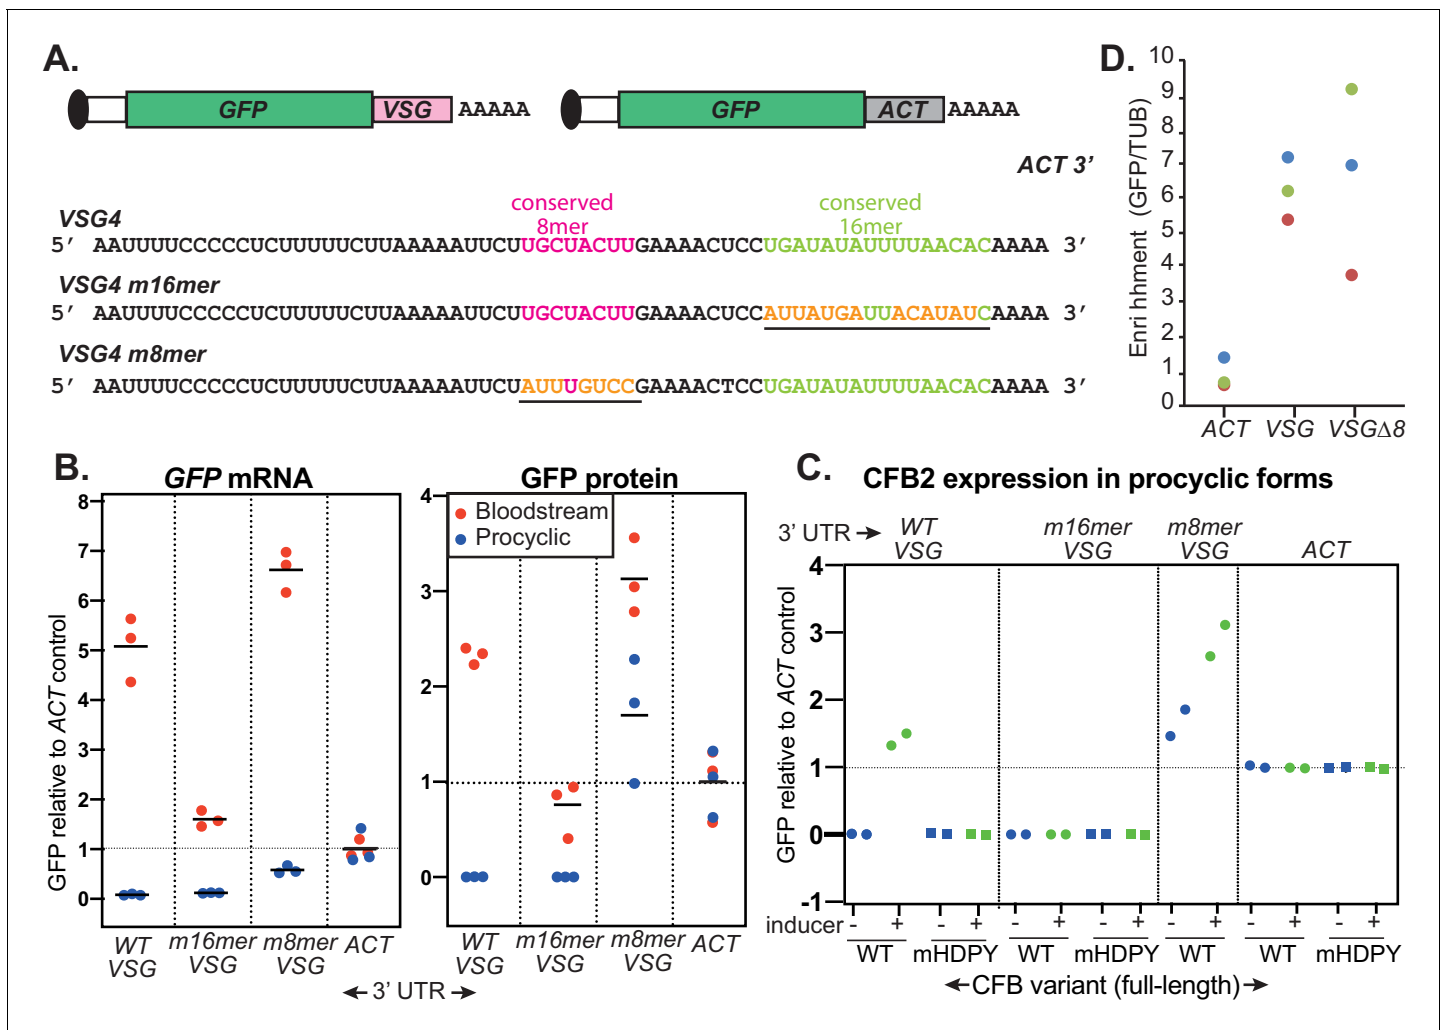 A.
GFP VSG AAAAA GFP ACT AAAAA
ACT 3’
conserved 8mer
conserved 16mer
VSG4
5’ AAUUUUCCCCCUCUUUUUCUUAAAAAUUCUUGCUACUUGAAAACUCCUGAUAUAUUUUAACACAAAA 3’
VSG4 m16mer
5’ AAUUUUCCCCCUCUUUUUCUUAAAAAUUCUUGCUACUUGAAAACUCCAUUAUGAUUACAUAUCAAAA 3’
VSG4 m8mer
5’ AAUUUUCCCCCUCUUUUUCUUAAAAAUUCUAUUUGUCCGAAAACTCCUGAUAUAUUUUAACACAAAA 3’
D.
Enri hhment (GFP/TUB)
10
9
8
7
6
5
4
3
2
1
0
ACT VSG VSGΔ8
B.
GFP mRNA
GFP relative to ACT control
8
7
6
5
4
3
2
1
0
WT VSG
m16mer VSG
m8mer VSG
ACT
GFP protein
Bloodstream
Procyclic
4
3
2
1
0
WT VSG
m16mer VSG
m8mer VSG
ACT
3’ UTR
C. CFB2 expression in procyclic forms
3’ UTR
WT VSG
m16mer VSG
m8mer VSG
ACT
GFP relative to ACT control
4
3
2
1
0
-1
inducer - + - + - + - + - + - + - +
WT mHDPY WT mHDPY WT WT mHDPY
CFB variant (full-length)